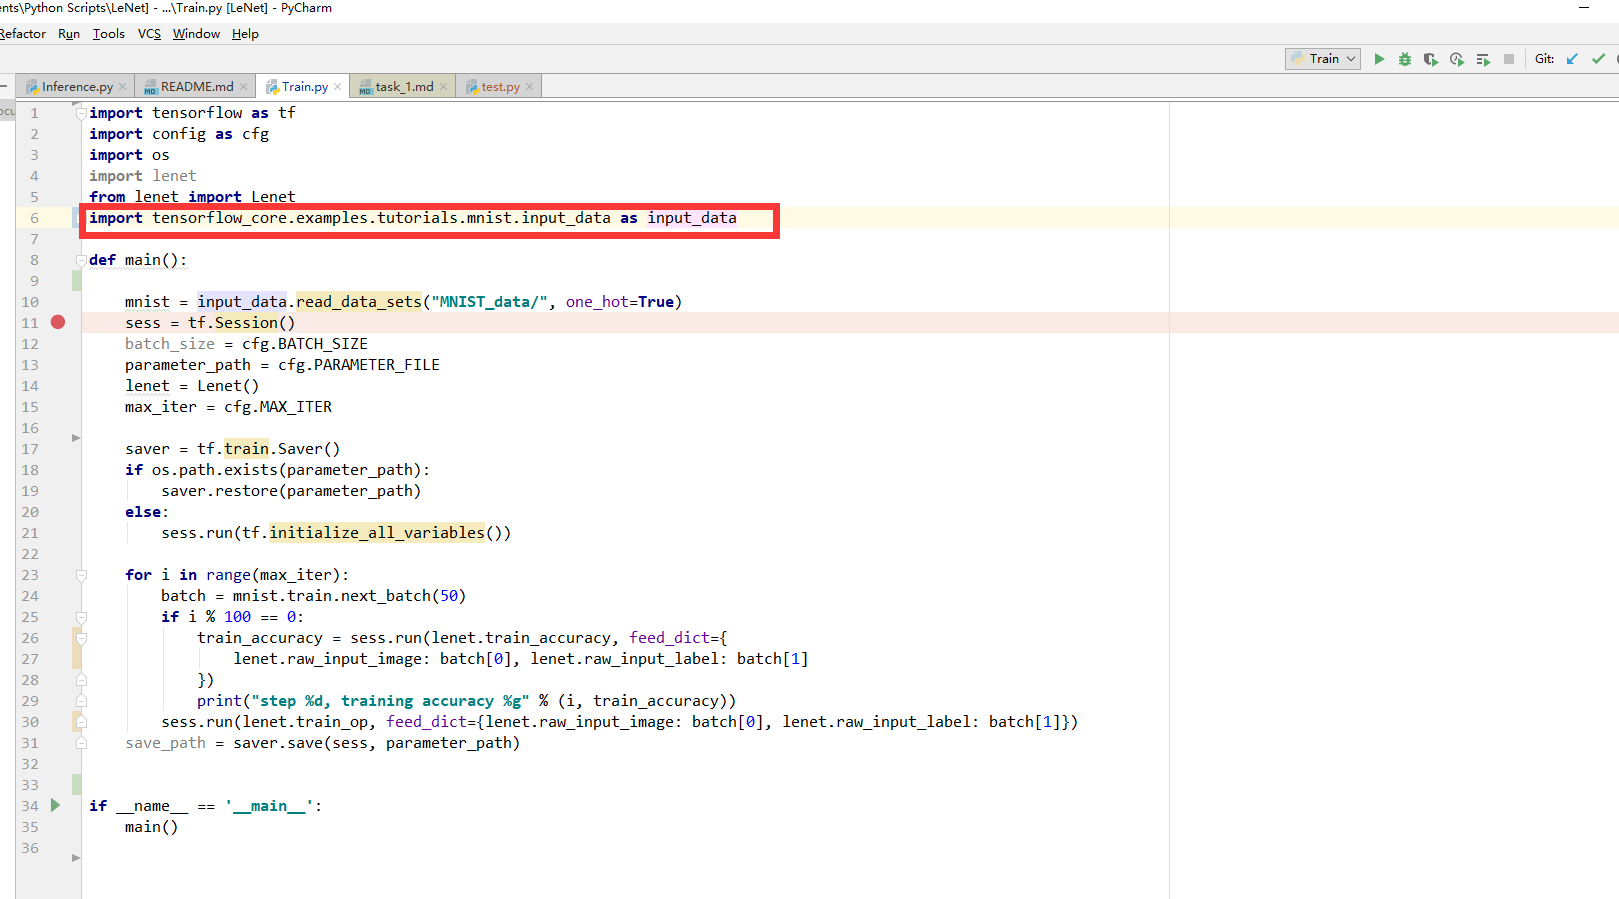 ents\Python Scripts\LeNet] - ...\Train.py [LeNet] - PyCharm
Refactor Run Tools VCS Window Help
Train Git:
Inference.py README.md Train.py task_1.md test.py
1 import tensorflow as tf
2 import config as cfg
3 import os
4 import lenet
5 from lenet import Lenet
6 import tensorflow_core.examples.tutorials.mnist.input_data as input_data
7
8 def main():
9
10 mnist = input_data.read_data_sets("MNIST_data/", one_hot=True)
11 sess = tf.Session()
12 batch_size = cfg.BATCH_SIZE
13 parameter_path = cfg.PARAMETER_FILE
14 lenet = Lenet()
15 max_iter = cfg.MAX_ITER
16
17 saver = tf.train.Saver()
18 if os.path.exists(parameter_path):
19 saver.restore(parameter_path)
20 else:
21 sess.run(tf.initialize_all_variables())
22
23 for i in range(max_iter):
24 batch = mnist.train.next_batch(50)
25 if i % 100 == 0:
26 train_accuracy = sess.run(lenet.train_accuracy, feed_dict={
27 lenet.raw_input_image: batch[0], lenet.raw_input_label: batch[1]
28 })
29 print("step %d, training accuracy %g" % (i, train_accuracy))
30 sess.run(lenet.train_op, feed_dict={lenet.raw_input_image: batch[0], lenet.raw_input_label: batch[1]})
31 save_path = saver.save(sess, parameter_path)
32
33
34 if __name__ == '__main__':
35 main()
36